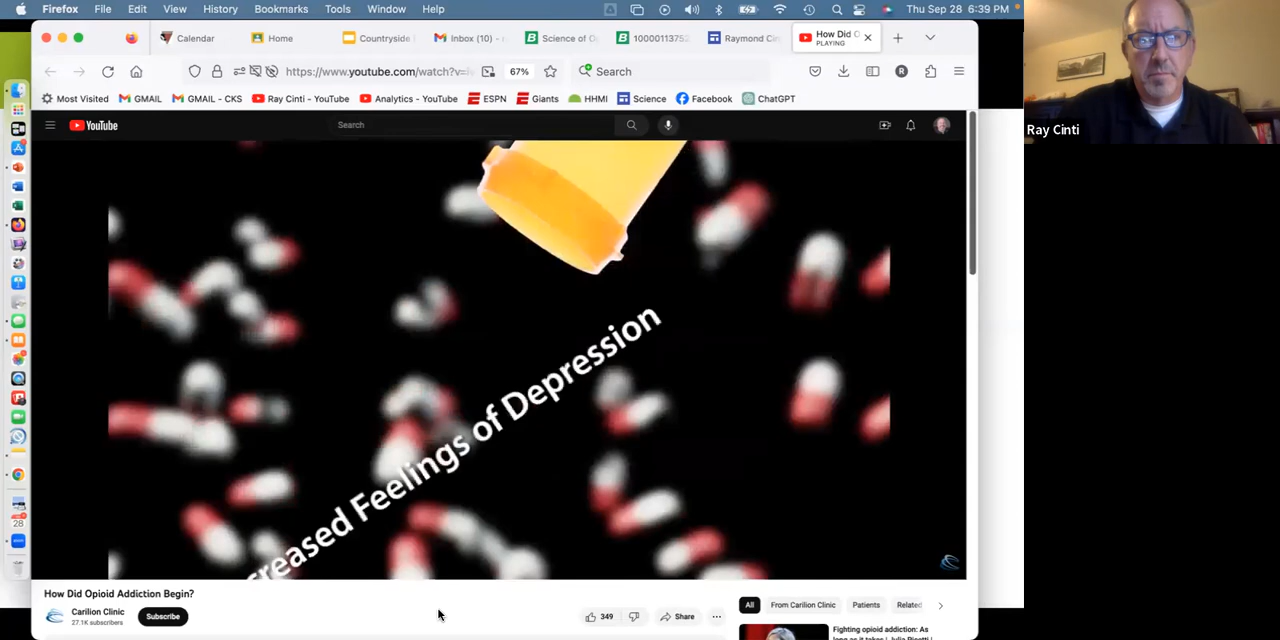 Firefox File Edit View History Bookmarks Tools Window Help Thu Sep 28 6:39 PM
Calendar Home Countryside Inbox (10) - Science of O 1000011375 Raymond Cin How Did O
PLAYING
https://www.youtube.com/watch?v= 67% Search
Most Visited GMAIL GMAIL - CKS Ray Cinti - YouTube Analytics - YouTube ESPN Giants HHMI Science Facebook ChatGPT
YouTube Search
Ray Cinti
creased Feelings of Depression
How Did Opioid Addiction Begin?
Carilion Clinic
27.1K subscribers
Subscribe
349 Share
All From Carilion Clinic Patients Related
Fighting opioid addiction: As